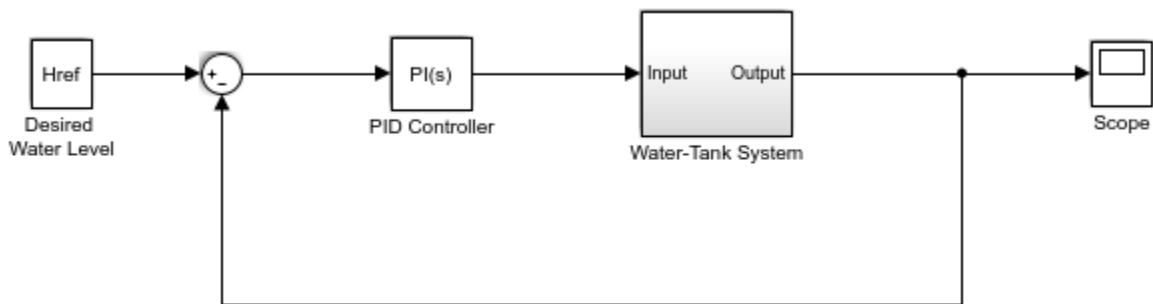 Href
Desired
Water Level
+
−
PI(s)
PID Controller
Input
Output
Water-Tank System
Scope